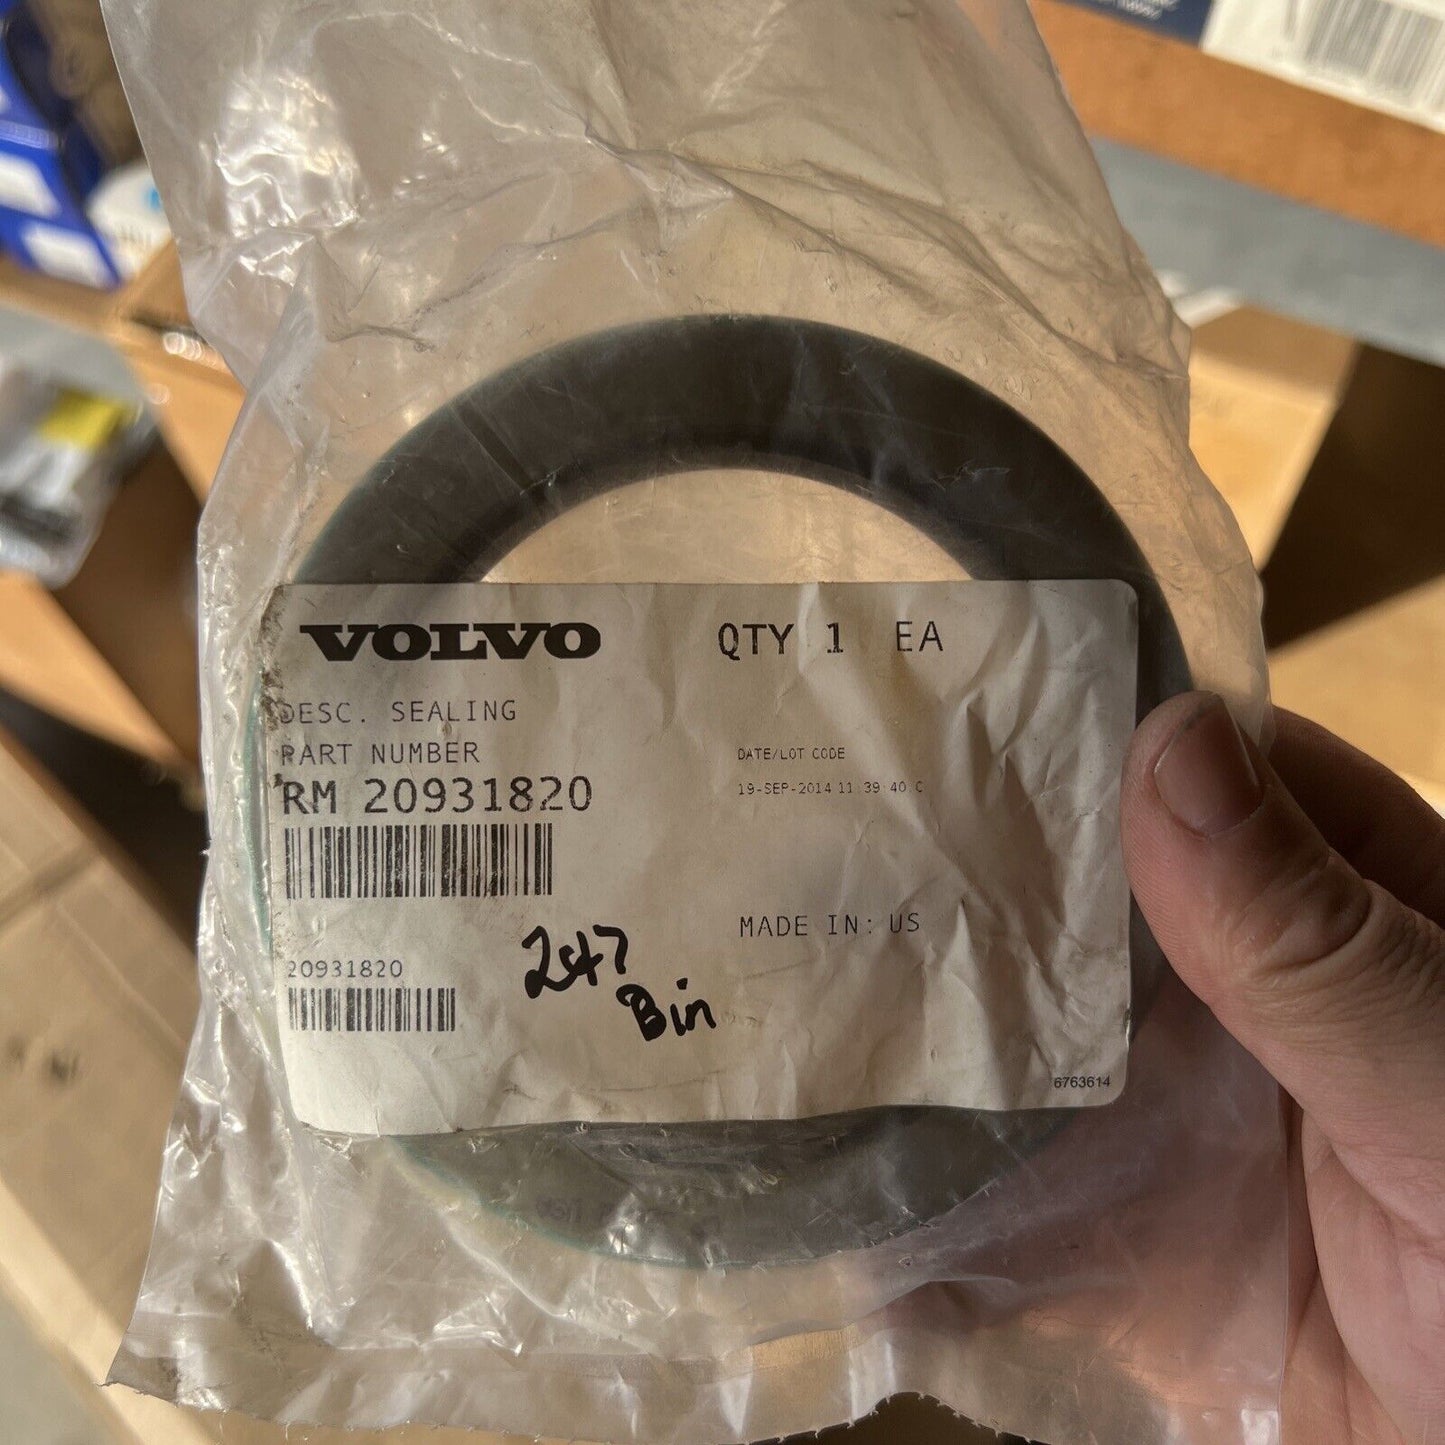 VOLVO
QTY 1 EA
DESC. SEALING
PART NUMBER
RM 20931820
DATE/LOT CODE
19-SEP-2014 11:39:40 C
MADE IN: US
20931820
247
Bin
6763614